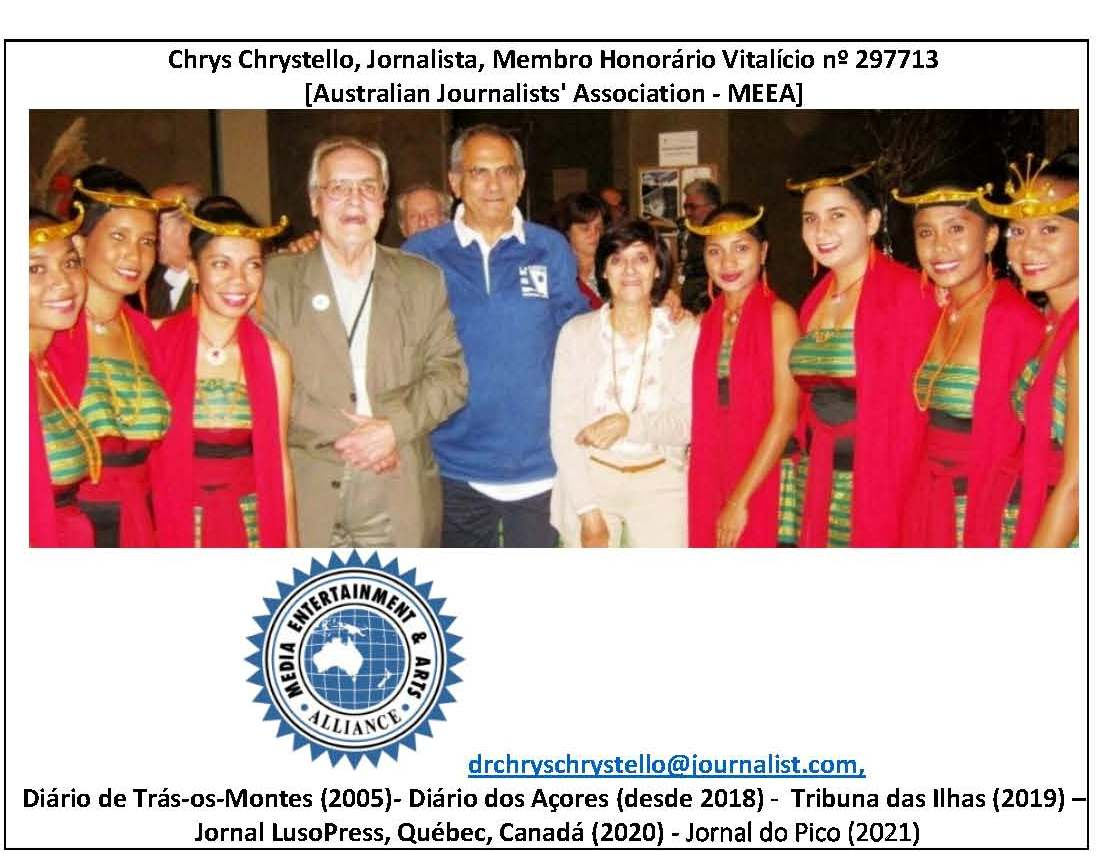 Chrys Chrystello, Jornalista, Membro Honorário Vitalício nº 297713
[Australian Journalists' Association - MEEA]
MEDIA ENTERTAINMENT & ARTS
• ALLIANCE •
drchryschrystello@journalist.com,
Diário de Trás-os-Montes (2005)- Diário dos Açores (desde 2018) - Tribuna das Ilhas (2019) –
Jornal LusoPress, Québec, Canadá (2020) - Jornal do Pico (2021)